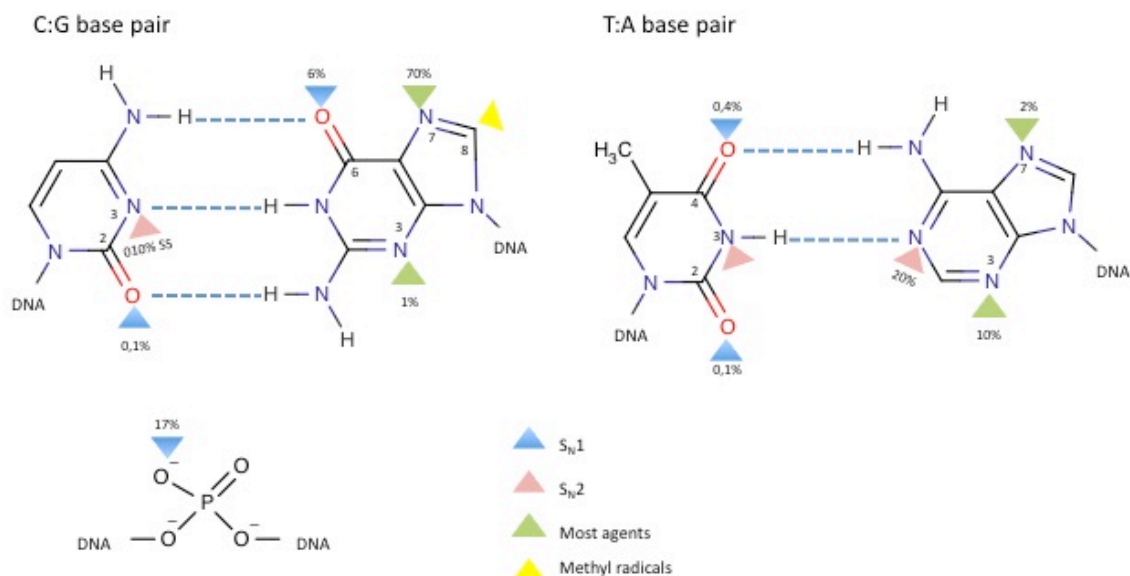 C:G base pair
T:A base pair
H
N
H
6%
O
70%
N
7
8
6
N
3
2
N
O
010% SS
DNA
0,1%
H
N
3
N
N
DNA
1%
H
N
H
0,4%
O
H₃C
4
3
N
H
2
N
O
DNA
0,1%
H
H
N
2%
N
7
N
20%
3
N
10%
N
DNA
17%
O⁻
O
P
DNA
O⁻
O⁻
DNA
Sₙ1
Sₙ2
Most agents
Methyl radicals